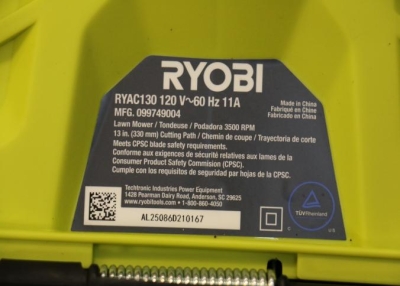 RYOBI
RYAC130 120 V~60 Hz 11A
MFG. 099749004
Made in China
Fabriqué en Chine
Fabricado en China
Lawn Mower / Tondeuse / Podadora 3500 RPM
13 in. (330 mm) Cutting Path / Chemin de coupe / Trayectoria de corte
Meets CPSC blade safety requirements.
Conforme aux exigences de sécurité relatives aux lames de la
Consumer Product Safety Commission (CPSC).
Cumple con la requisitos de seguridad par hojas de la CPSC.
Techtronic Industries Power Equipment
1428 Pearman Dairy Road, Anderson, SC 29625
www.ryobitools.com 1-800-860-4050
AL25086D210167
TÜVRheinland
C US